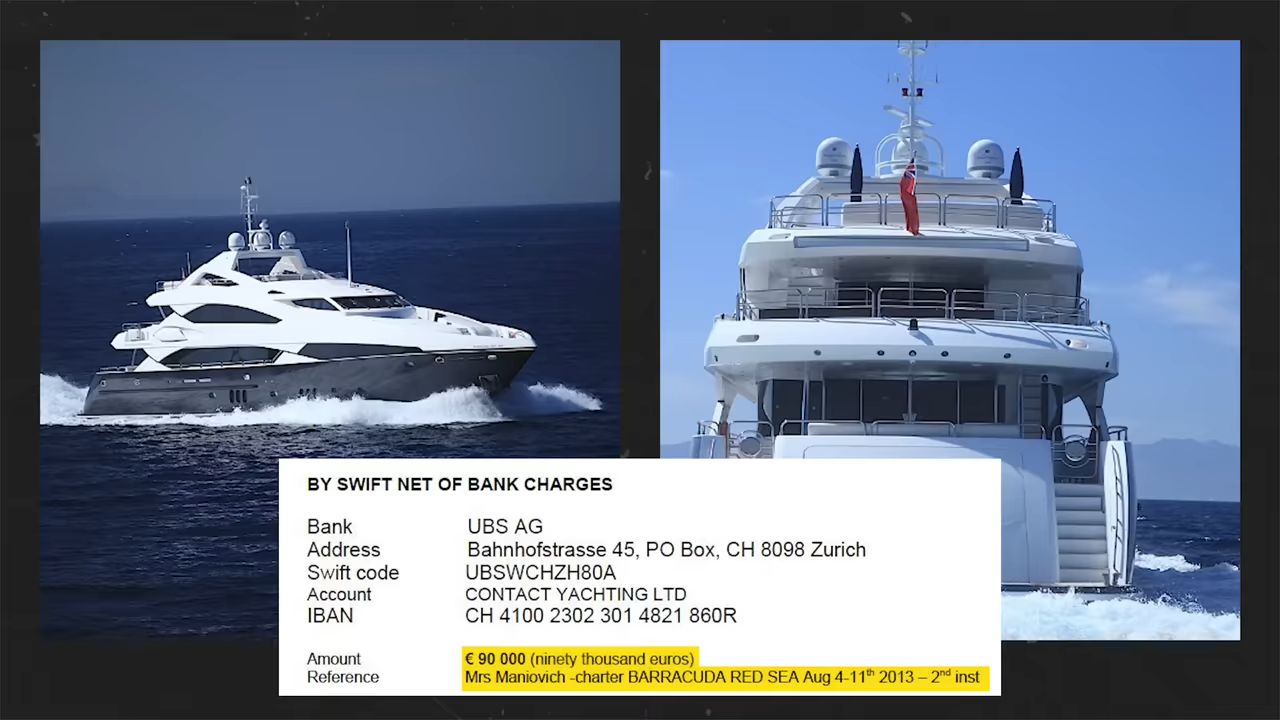 BY SWIFT NET OF BANK CHARGES
Bank UBS AG
Address Bahnhofstrasse 45, PO Box, CH 8098 Zurich
Swift code UBSWCHZH80A
Account CONTACT YACHTING LTD
IBAN CH 4100 2302 301 4821 860R
Amount € 90 000 (ninety thousand euros)
Reference Mrs Maniovich -charter BARRACUDA RED SEA Aug 4-11th 2013 – 2nd inst